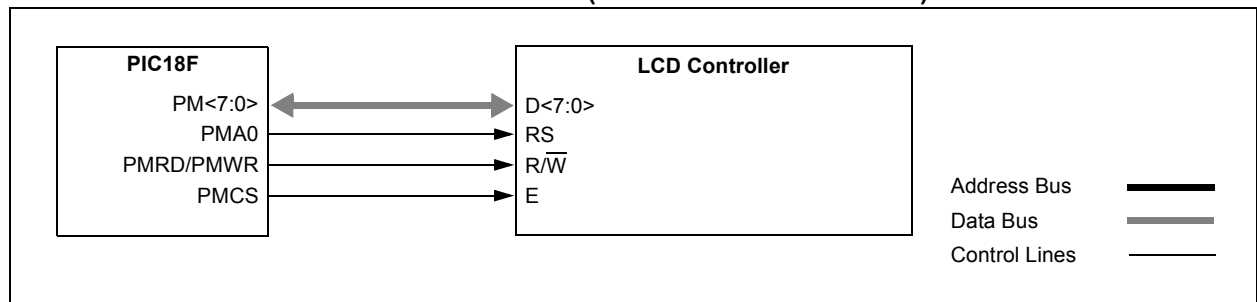 PIC18F
LCD Controller
PM<7:0>
D<7:0>
PMA0
RS
PMRD/PMWR
R/W̅
PMCS
E
Address Bus
Data Bus
Control Lines